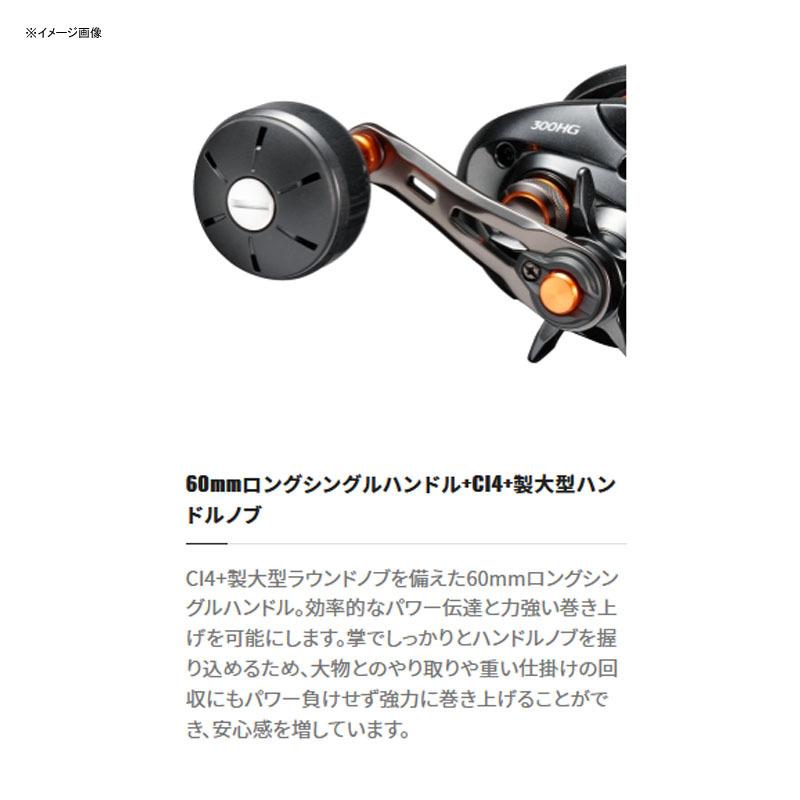 ※イメージ画像
300HG
60mmロングシングルハンドル+CI4+製大型ハン
ドルノブ
CI4+製大型ラウンドノブを備えた60mmロングシン
グルハンドル。効率的なパワー伝達と力強い巻き上
げを可能にします。掌でしっかりとハンドルノブを握
り込めるため、大物とのやり取りや重い仕掛けの回
収にもパワー負けせず強力に巻き上げることがで
き、安心感を増しています。